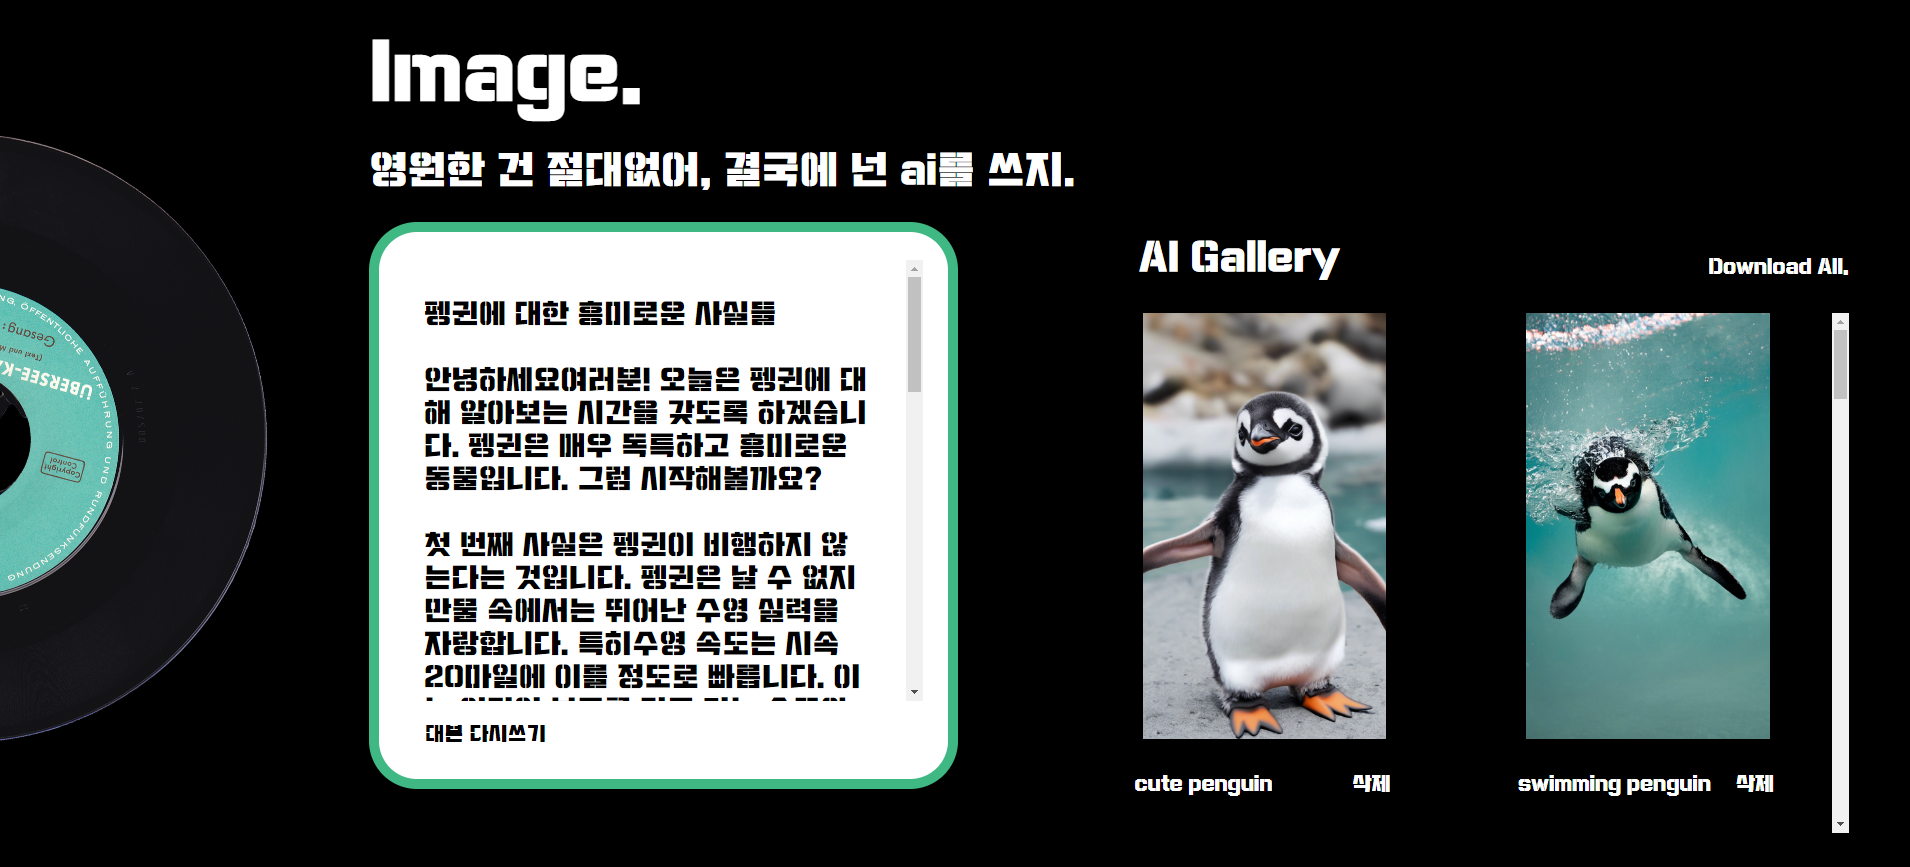 Image.
영원한 건 절대없어, 결국에 넌 ai를 쓰지.
펭귄에 대한 흥미로운 사실들
안녕하세요여러분! 오늘은 펭귄에 대
해 알아보는 시간을 갖도록 하겠습니
다. 펭귄은 매우 독특하고 흥미로운
동물입니다. 그럼 시작해볼까요?
첫 번째 사실은 펭귄이 비행하지 않
는다는 것입니다. 펭귄은 날 수 없지
만물 속에서는 뛰어난 수영 실력을
자랑합니다. 특히수영 속도는 시속
20마일에 이를 정도로 빠릅니다. 이
대본 다시쓰기
AI Gallery
Download All.
cute penguin
삭제
swimming penguin
삭제
NG, ÖFFENTLICHE AUFFÜHRUNG UND RUNDFUNKSENDUNG
Gesang:
(Text und M
ÜBERSEE-KA
Copyright
Control